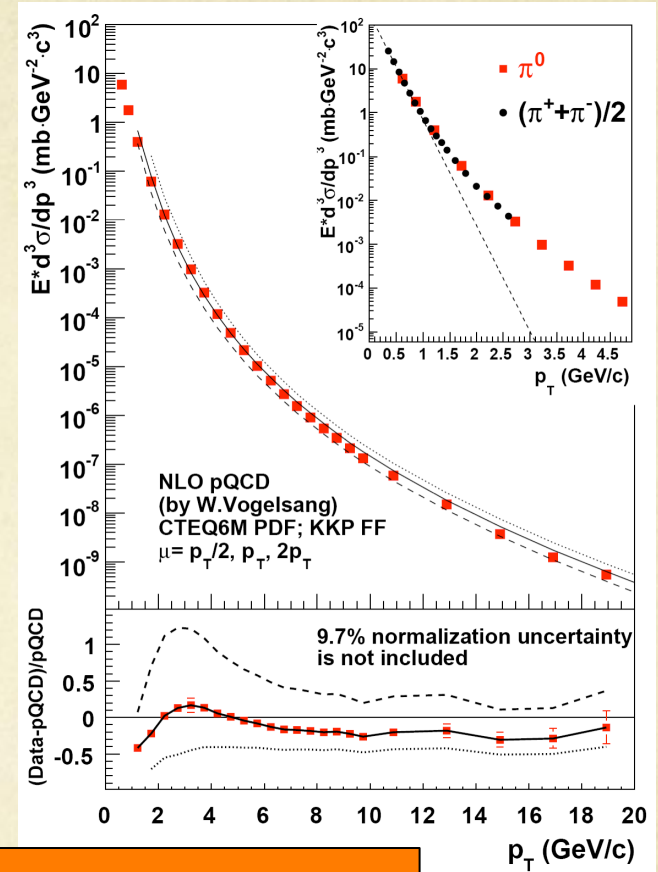 E*d³σ/dp³ (mb·GeV⁻²·c³)
10²
10
1
10⁻¹
10⁻²
10⁻³
10⁻⁴
10⁻⁵
10⁻⁶
10⁻⁷
10⁻⁸
10⁻⁹
E*d³σ/dp³ (mb·GeV⁻²·c³)
10²
10
1
10⁻¹
10⁻²
10⁻³
10⁻⁴
10⁻⁵
π⁰
(π⁺+π⁻)/2
0 0.5 1 1.5 2 2.5 3 3.5 4 4.5
p_T (GeV/c)
NLO pQCD
(by W.Vogelsang)
CTEQ6M PDF; KKP FF
μ= p_T/2, p_T, 2p_T
(Data-pQCD)/pQCD
1
0.5
0
-0.5
9.7% normalization uncertainty
is not included
0 2 4 6 8 10 12 14 16 18 20
p_T (GeV/c)